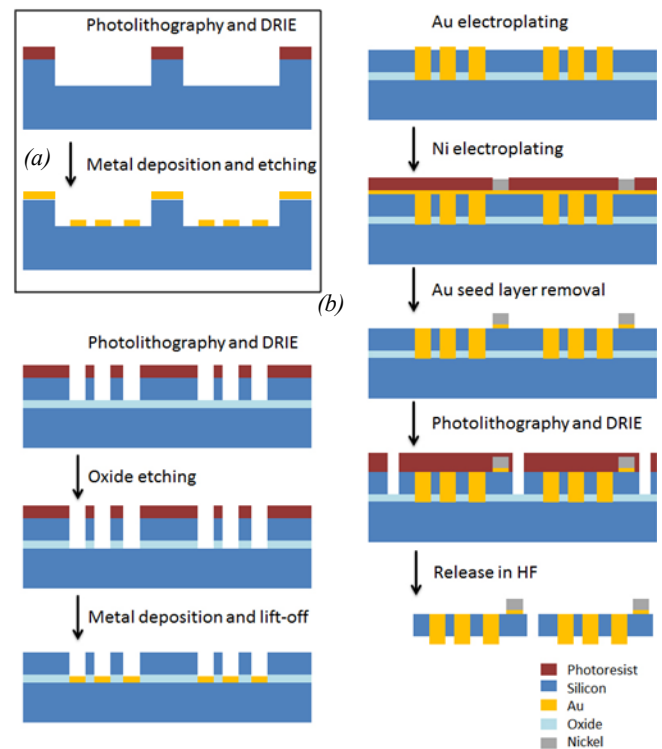 Photolithography and DRIE
(a)
Metal deposition and etching
(b)
Photolithography and DRIE
Oxide etching
Metal deposition and lift-off
Au electroplating
Ni electroplating
Au seed layer removal
Photolithography and DRIE
Release in HF
Photoresist
Silicon
Au
Oxide
Nickel